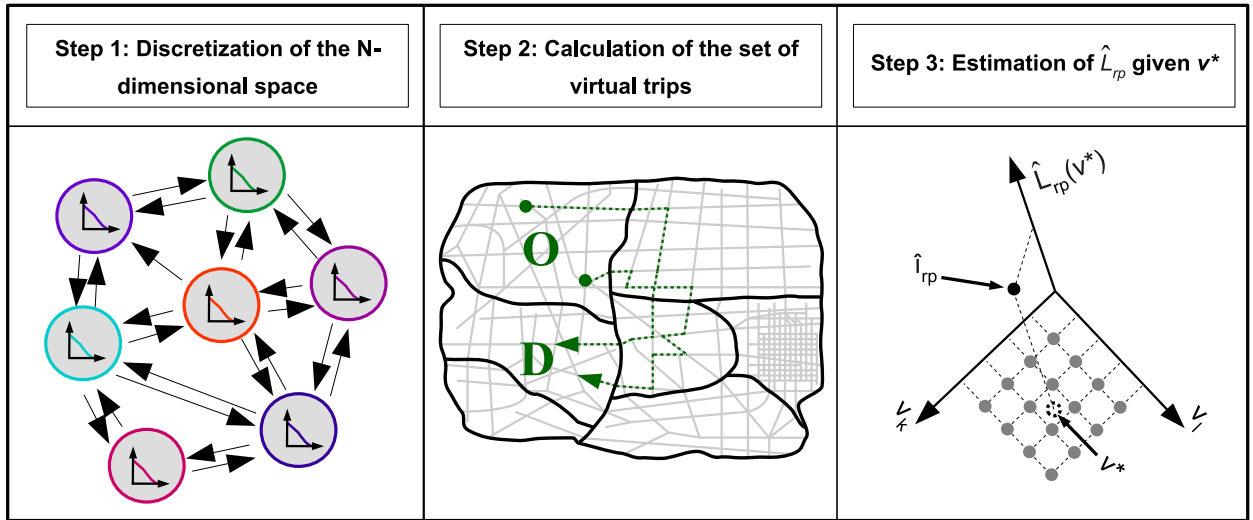 Step 1: Discretization of the N-
dimensional space
Step 2: Calculation of the set of
virtual trips
Step 3: Estimation of L̂rp given v*
O
D
L̂rp(v*)
l̂rp
vk
vl
v*